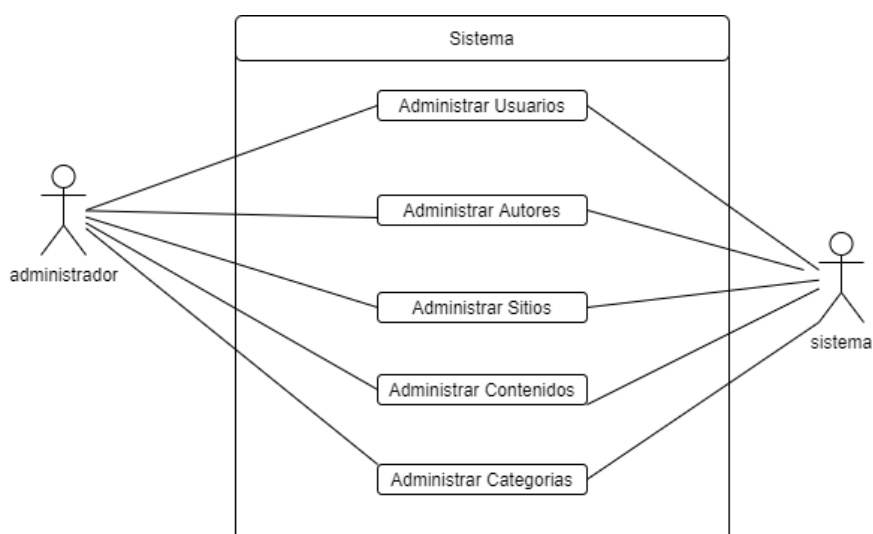 Sistema
Administrar Usuarios
Administrar Autores
administrador
Administrar Sitios
sistema
Administrar Contenidos
Administrar Categorias